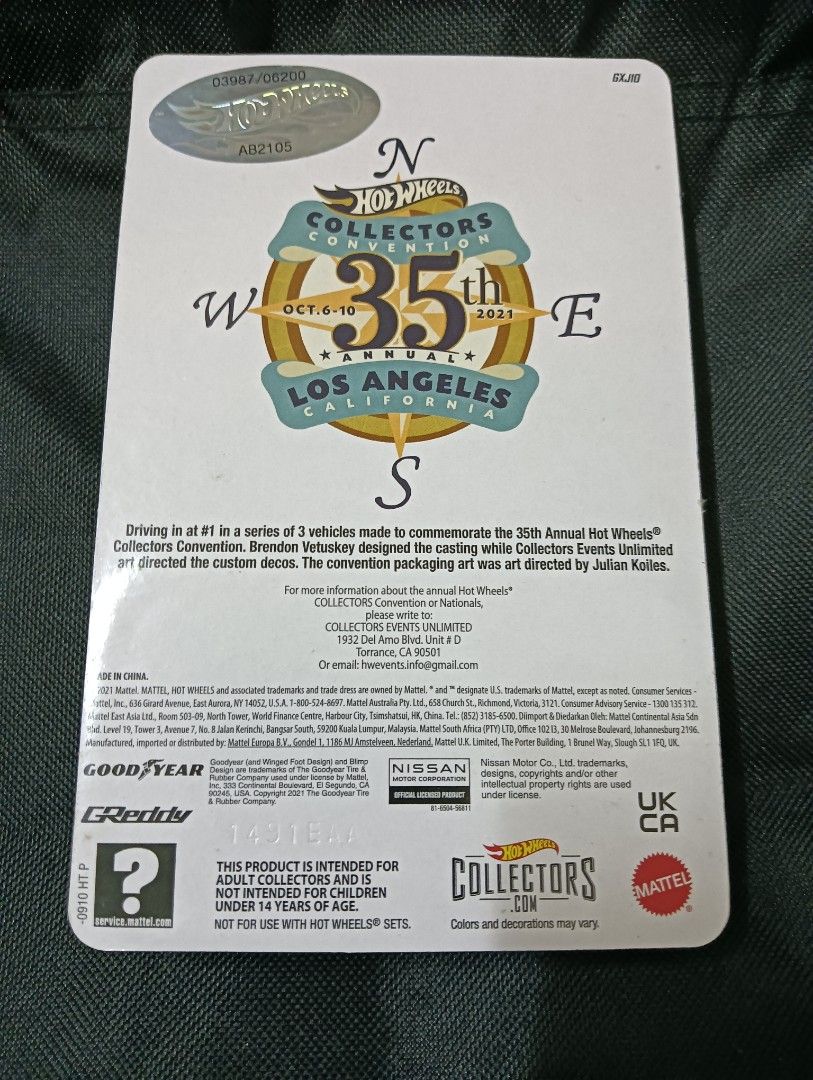 03987/06200
HOT WHEELS
AB2105
GXJ10
N
HOT WHEELS
COLLECTORS
CONVENTION
35th
W
OCT.6-10
2021
E
★ ANNUAL ★
LOS ANGELES
CALIFORNIA
S
Driving in at #1 in a series of 3 vehicles made to commemorate the 35th Annual Hot Wheels®
Collectors Convention. Brendon Vetuskey designed the casting while Collectors Events Unlimited
art directed the custom decos. The convention packaging art was art directed by Julian Koiles.
For more information about the annual Hot Wheels®
COLLECTORS Convention or Nationals,
please write to:
COLLECTORS EVENTS UNLIMITED
1932 Del Amo Blvd. Unit # D
Torrance, CA 90501
Or email: hwevents.info@gmail.com
ADE IN CHINA.
2021 Mattel. MATTEL, HOT WHEELS and associated trademarks and trade dress are owned by Mattel. ® and ™ designate U.S. trademarks of Mattel, except as noted. Consumer Services -
Mattel, Inc., 636 Girard Avenue, East Aurora, NY 14052, U.S.A. 1-800-524-8697. Mattel Australia Pty. Ltd., 658 Church St., Richmond, Victoria, 3121. Consumer Advisory Service - 1300 135 312.
Mattel East Asia Ltd., Room 503-09, North Tower, World Finance Centre, Harbour City, Tsimshatsui, HK, China. Tel.: (852) 3185-6500. Diimport & Diedarkan Oleh: Mattel Continental Asia Sdn
Bhd. Level 19, Tower 3, Avenue 7, No. 8 Jalan Kerinchi, Bangsar South, 59200 Kuala Lumpur, Malaysia. Mattel South Africa (PTY) LTD, Office 102I3, 30 Melrose Boulevard, Johannesburg 2196.
Manufactured, imported or distributed by: Mattel Europa B.V., Gondel 1, 1186 MJ Amstelveen, Nederland. Mattel U.K. Limited, The Porter Building, 1 Brunel Way, Slough SL1 1FQ, UK.
GOODYEAR
Goodyear (and Winged Foot Design) and Blimp
Design are trademarks of The Goodyear Tire &
Rubber Company used under license by Mattel,
Inc. 333 Continental Boulevard, El Segundo, CA
90245, USA. Copyright 2021 The Goodyear Tire
& Rubber Company.
NISSAN
MOTOR CORPORATION
OFFICIAL LICENSED PRODUCT
81-6504-56811
Nissan Motor Co., Ltd. trademarks,
designs, copyrights and/or other
intellectual property rights are used
under license.
UK
CA
GReddy
1491EAA
-0910 HT P
?
service.mattel.com
THIS PRODUCT IS INTENDED FOR
ADULT COLLECTORS AND IS
NOT INTENDED FOR CHILDREN
UNDER 14 YEARS OF AGE.
NOT FOR USE WITH HOT WHEELS® SETS.
HOT WHEELS
COLLECTORS
.COM
Colors and decorations may vary.
MATTEL
®